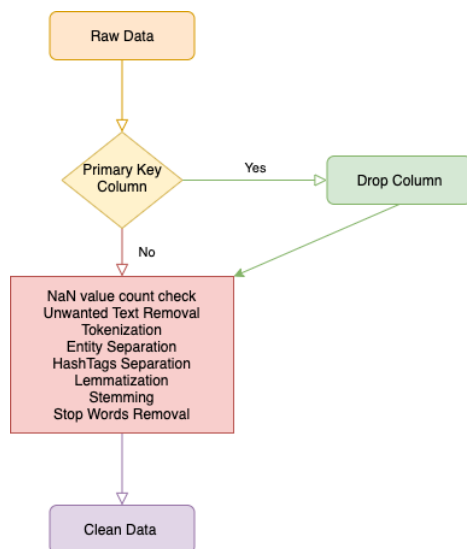 Raw Data
Primary Key
Column
Yes
Drop Column
No
NaN value count check
Unwanted Text Removal
Tokenization
Entity Separation
HashTags Separation
Lemmatization
Stemming
Stop Words Removal
Clean Data